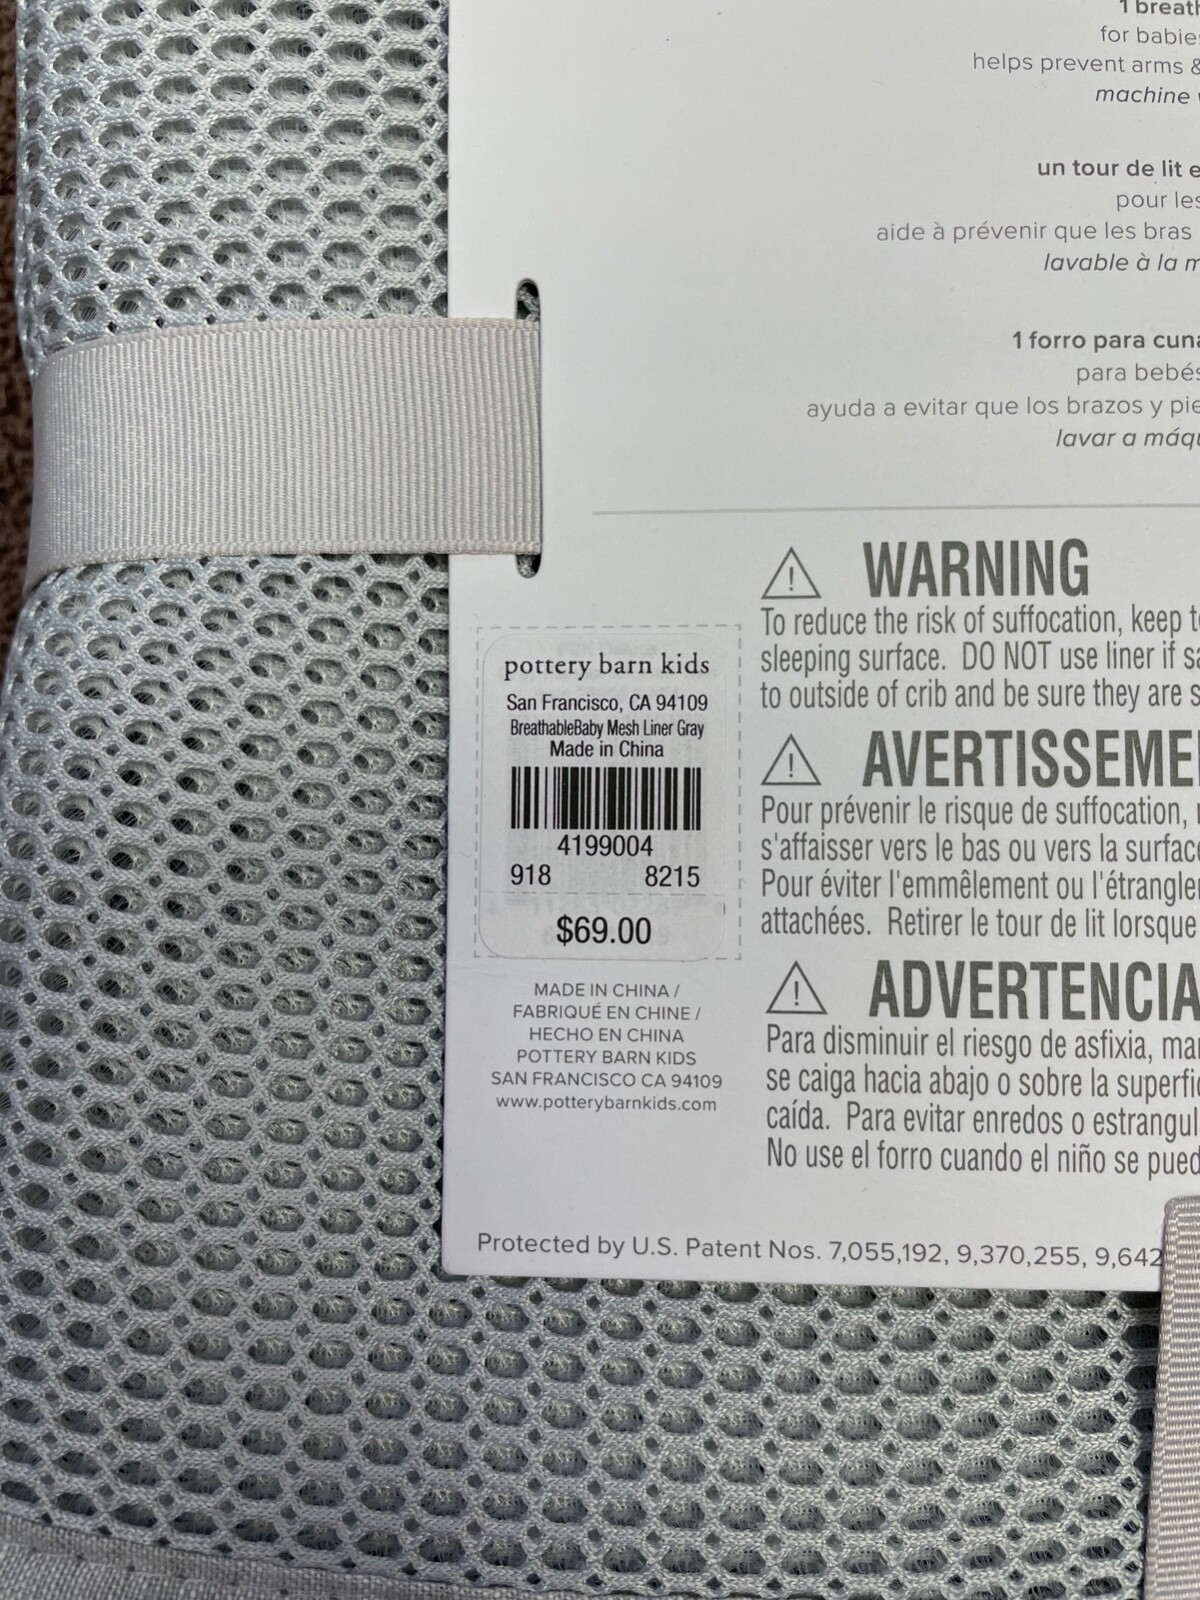 1 breath
for babies
helps prevent arms &
machine
un tour de lit e
pour les
aide à prévenir que les bras
lavable à la m
1 forro para cuna
para bebés
ayuda a evitar que los brazos y pie
lavar a máqu
WARNING
To reduce the risk of suffocation, keep t
sleeping surface. DO NOT use liner if sa
to outside of crib and be sure they are s
pottery barn kids
San Francisco, CA 94109
BreathableBaby Mesh Liner Gray
Made in China
4199004
918 8215
$69.00
MADE IN CHINA /
FABRIQUÉ EN CHINE /
HECHO EN CHINA
POTTERY BARN KIDS
SAN FRANCISCO CA 94109
www.potterybarnkids.com
AVERTISSEME
Pour prévenir le risque de suffocation,
s'affaisser vers le bas ou vers la surface
Pour éviter l'emmêlement ou l'étrangle
attachées. Retirer le tour de lit lorsque
ADVERTENCIA
Para disminuir el riesgo de asfixia, ma
se caiga hacia abajo o sobre la superfi
caída. Para evitar enredos o estrangul
No use el forro cuando el niño se pued
Protected by U.S. Patent Nos. 7,055,192, 9,370,255, 9,642